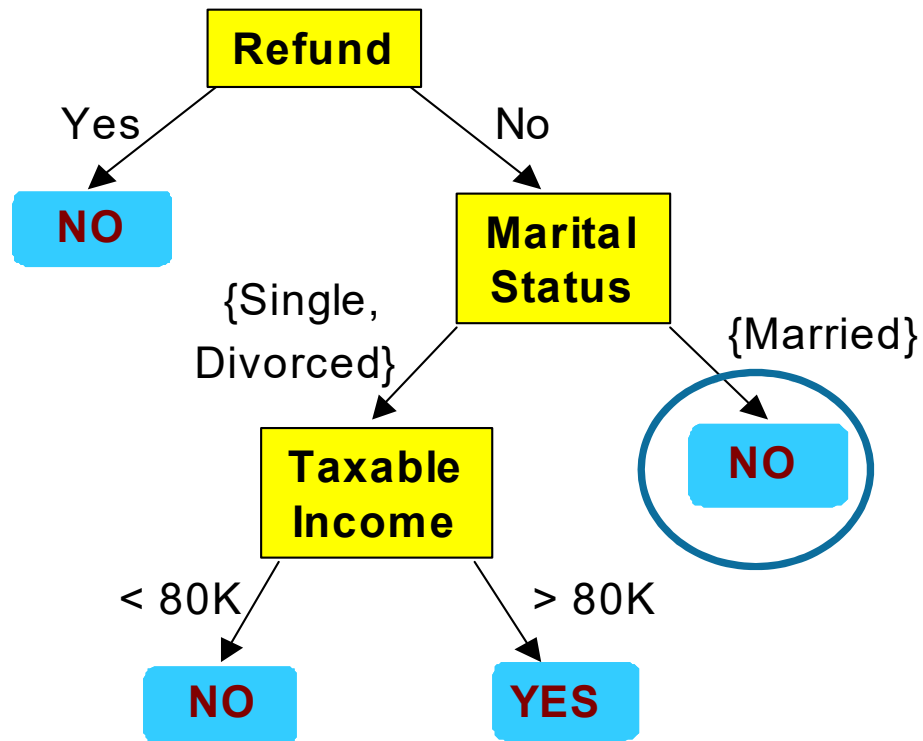 Refund
Yes
No
NO
Marital
Status
{Single,
Divorced}
{Married}
NO
Taxable
Income
< 80K
> 80K
NO
YES